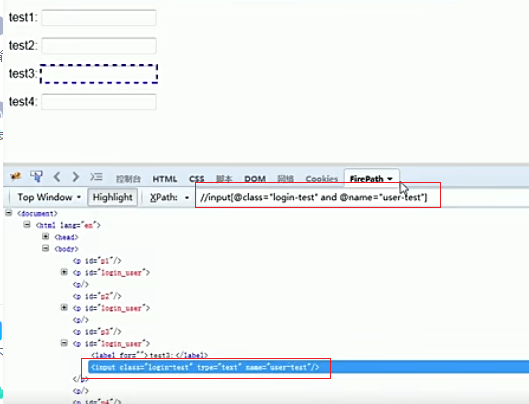 test1:
test2:
test3:
test4:
控制台 HTML CSS 脚本 DOM 网络 Cookies FirePath
Top Window Highlight XPath: //input[@class="login-test" and @name="user-test"]
<document>
<html lang="en">
<head>
<body>
<p id="p1"/>
<p id="login_user">
<p/>
<p id="p2"/>
<p id="login_user">
<p/>
<p id="p3"/>
<p id="login_user">
<label for="">test3:</label>
<input class="login-test" type="text" name="user-test"/>
</p>
<p/>
<p id="p4"/>